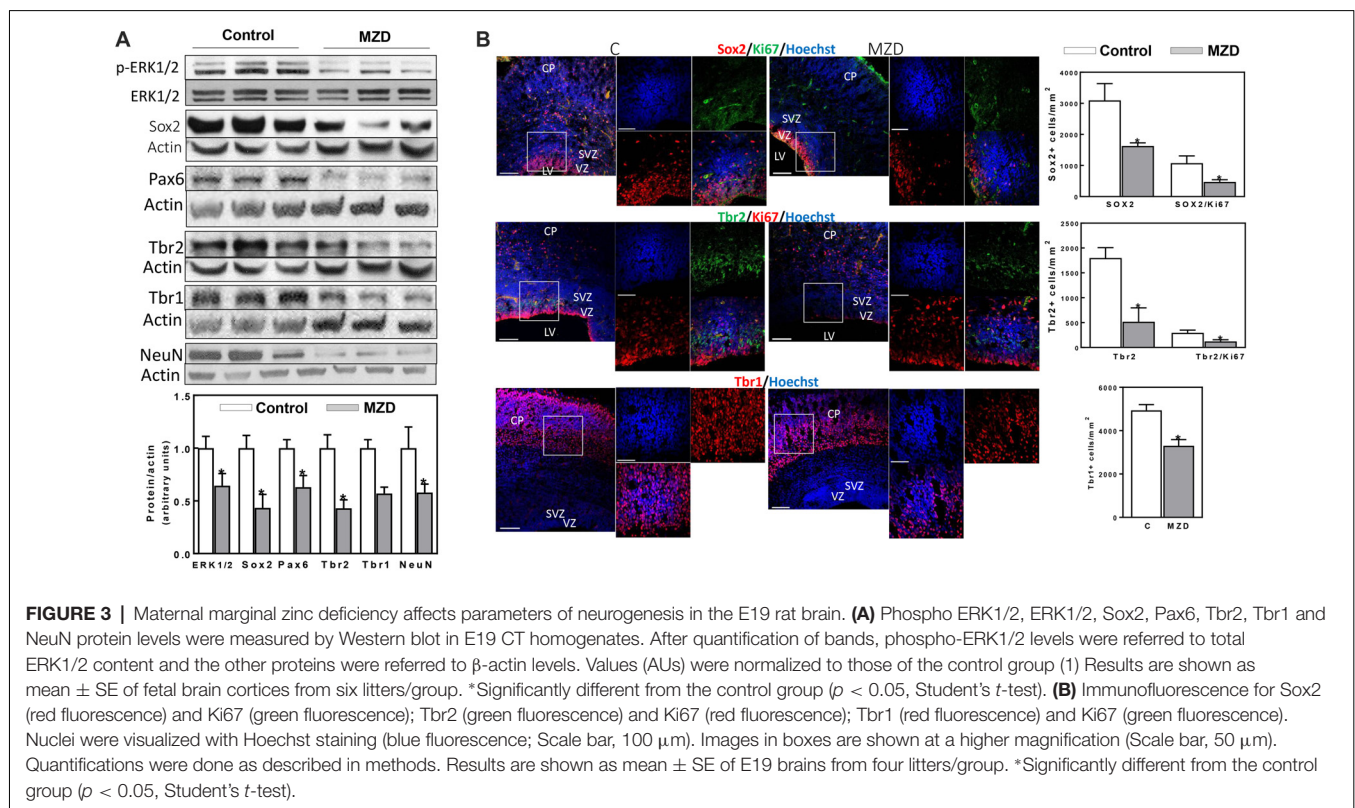 A
Control MZD
p-ERK1/2
ERK1/2
Sox2
Actin
Pax6
Actin
Tbr2
Actin
Tbr1
Actin
NeuN
Actin
Control MZD
Protein/actin
(arbitrary units)
1.5
1.0
0.5
0.0
* * * * *
ERK1/2 Sox2 Pax6 Tbr2 Tbr1 NeuN
B
C MZD
Sox2/Ki67/Hoechst
CP SVZ VZ LV
CP SVZ VZ LV
Tbr2/Ki67/Hoechst
CP SVZ VZ LV
CP SVZ VZ LV
Tbr1/Hoechst
CP SVZ VZ
CP SVZ VZ
Control MZD
Sox2+ cells/mm²
4000
3000
2000
1000
0
* *
SOX2 SOX2/Ki67
Tbr2+ cells/mm²
2000
1500
1000
500
0
* *
Tbr2 Tbr2/Ki67
Tbr1+ cells/mm²
6000
4000
2000
0
*
C MZD
FIGURE 3 | Maternal marginal zinc deficiency affects parameters of neurogenesis in the E19 rat brain. (A) Phospho ERK1/2, ERK1/2, Sox2, Pax6, Tbr2, Tbr1 and
NeuN protein levels were measured by Western blot in E19 CT homogenates. After quantification of bands, phospho-ERK1/2 levels were referred to total
ERK1/2 content and the other proteins were referred to β-actin levels. Values (AUs) were normalized to those of the control group (1) Results are shown as
mean ± SE of fetal brain cortices from six litters/group. *Significantly different from the control group (p < 0.05, Student's t-test). (B) Immunofluorescence for Sox2
(red fluorescence) and Ki67 (green fluorescence); Tbr2 (green fluorescence) and Ki67 (red fluorescence); Tbr1 (red fluorescence) and Ki67 (green fluorescence).
Nuclei were visualized with Hoechst staining (blue fluorescence; Scale bar, 100 μm). Images in boxes are shown at a higher magnification (Scale bar, 50 μm).
Quantifications were done as described in methods. Results are shown as mean ± SE of E19 brains from four litters/group. *Significantly different from the control
group (p < 0.05, Student's t-test).